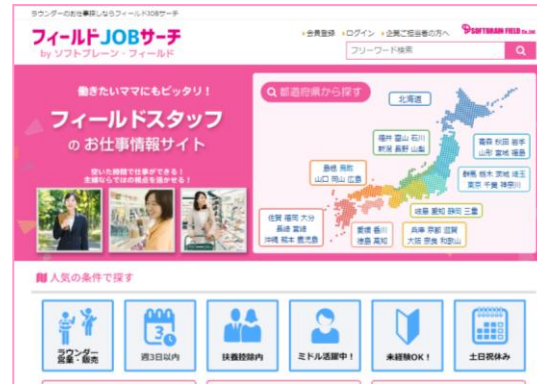 ラウンダーのお仕事探しならフィールドJOBサーチ
フィールドJOBサーチ
by ソフトブレーン・フィールド
会員登録 ログイン 企業ご担当者の方へ
SOFTBRAIN FIELD Co.,Ltd.
フリーワード検索
働きたいママにもピッタリ！
フィールドスタッフ
のお仕事情報サイト
空いた時間で仕事ができる！
主婦ならではの視点を活かせる！
都道府県から探す
北海道
福井 富山 石川
新潟 長野 山梨
青森 秋田 岩手
山形 宮城 福島
島根 鳥取
山口 岡山 広島
群馬 栃木 茨城 埼玉
東京 千葉 神奈川
岐阜 愛知 静岡 三重
佐賀 福岡 大分
長崎 宮崎
沖縄 熊本 鹿児島
愛媛 香川
徳島 高知
兵庫 京都 滋賀
大阪 奈良 和歌山
人気の条件で探す
3
ラウンダー
営業・販売
週3日以内
扶養控除内
ミドル活躍中！
未経験OK！
土日祝休み